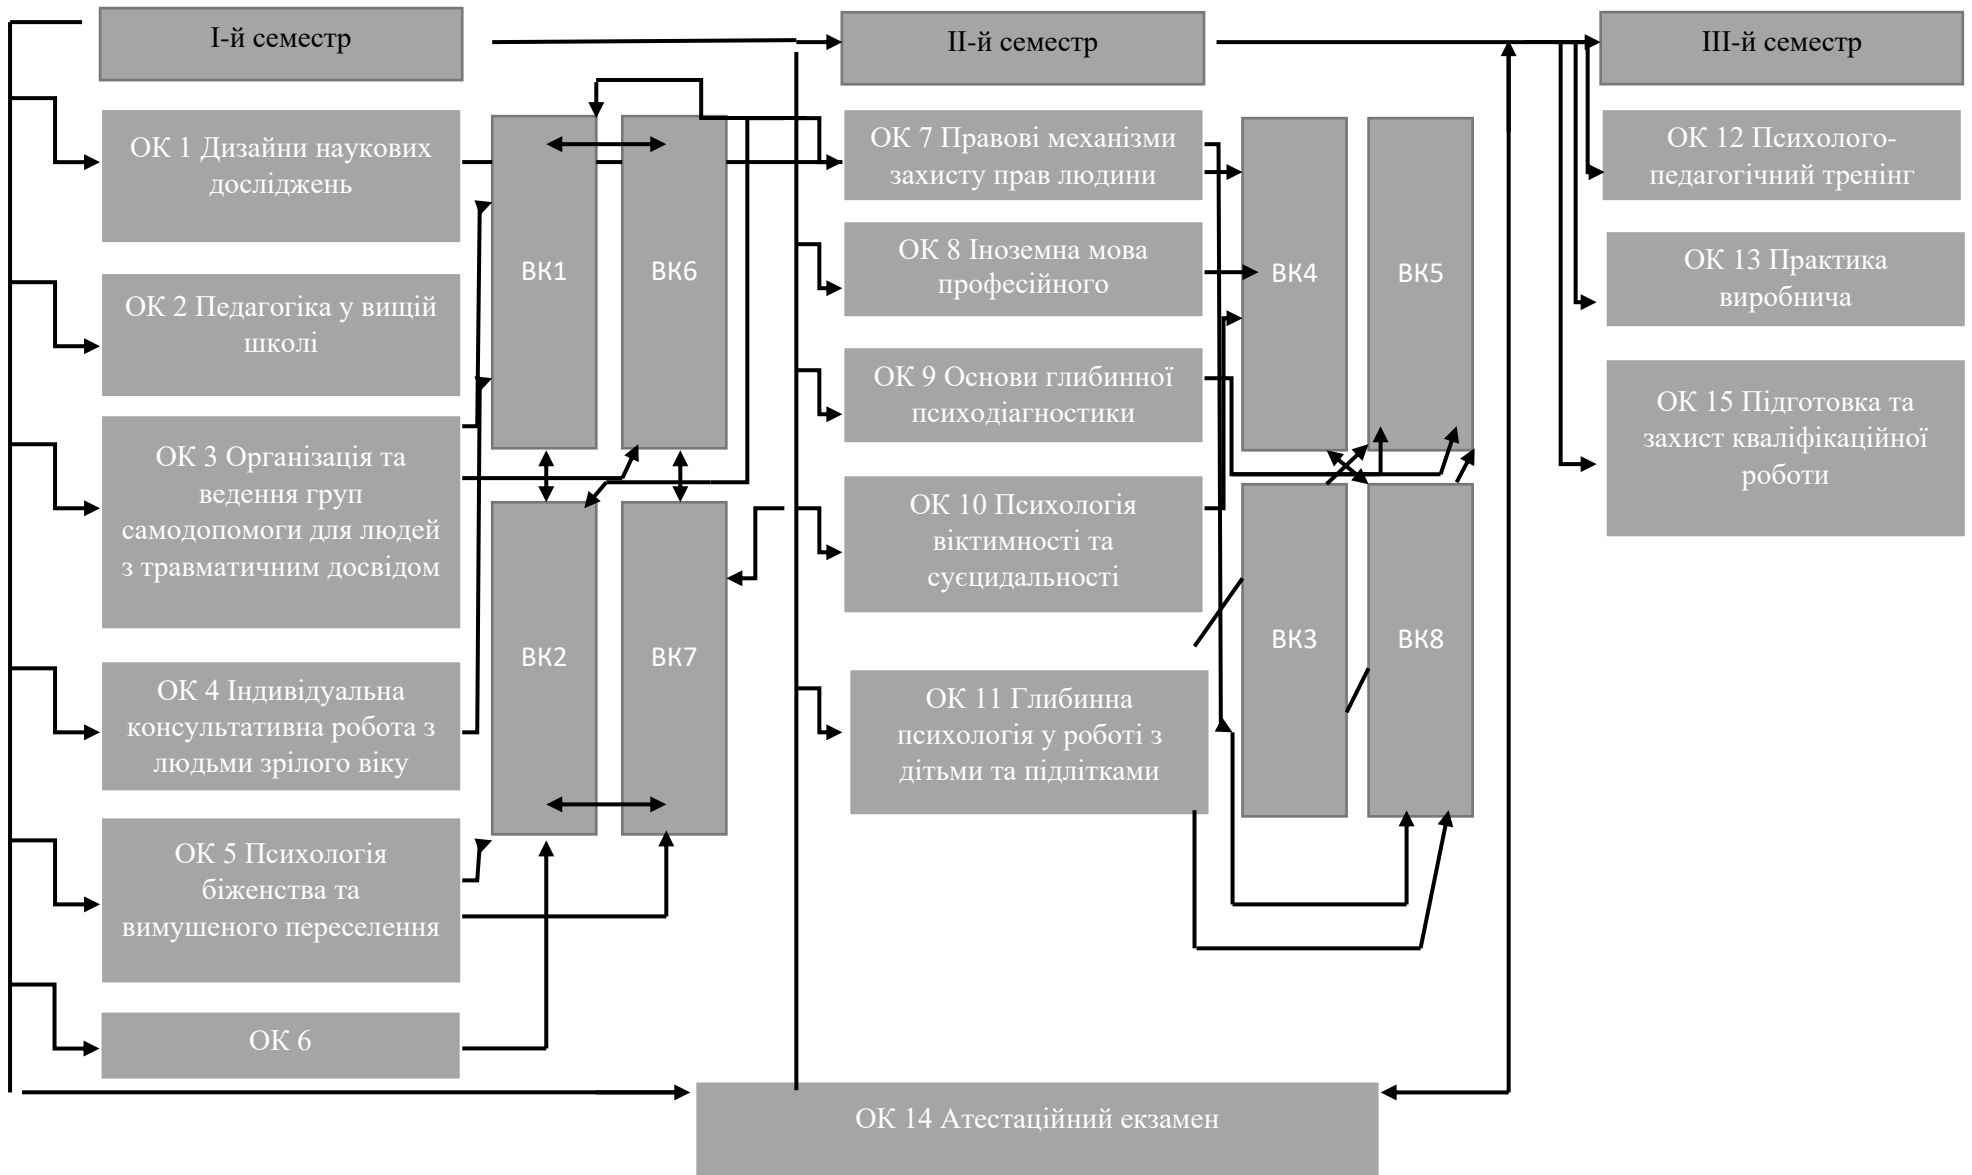 І-й семестр
ІІ-й семестр
ІІІ-й семестр
ОК 1 Дизайни наукових
досліджень
ОК 2 Педагогіка у вищій
школі
ОК 3 Організація та
ведення груп
самодопомоги для людей
з травматичним досвідом
ОК 4 Індивідуальна
консультативна робота з
людьми зрілого віку
ОК 5 Психологія
біженства та
вимушеного переселення
ОК 6
ВК1
ВК6
ВК2
ВК7
ОК 7 Правові механізми
захисту прав людини
ОК 8 Іноземна мова
професійного
ОК 9 Основи глибинної
психодіагностики
ОК 10 Психологія
віктимності та
суєцидальності
ОК 11 Глибинна
психологія у роботі з
дітьми та підлітками
ВК4
ВК5
ВК3
ВК8
ОК 12 Психолого-
педагогічний тренінг
ОК 13 Практика
виробнича
ОК 15 Підготовка та
захист кваліфікаційної
роботи
ОК 14 Атестаційний екзамен